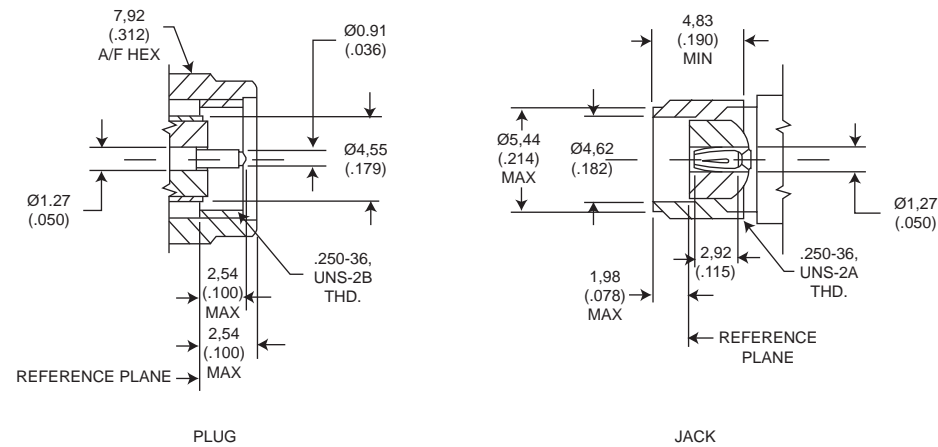 7,92
(.312)
A/F HEX
Ø0.91
(.036)
Ø4,55
(.179)
Ø1.27
(.050)
.250-36,
UNS-2B
THD.
2,54
(.100)
MAX
2,54
(.100)
MAX
REFERENCE PLANE
PLUG
4,83
(.190)
MIN
Ø5,44
(.214)
MAX
Ø4,62
(.182)
Ø1,27
(.050)
2,92
(.115)
.250-36,
UNS-2A
THD.
1,98
(.078)
MAX
REFERENCE
PLANE
JACK